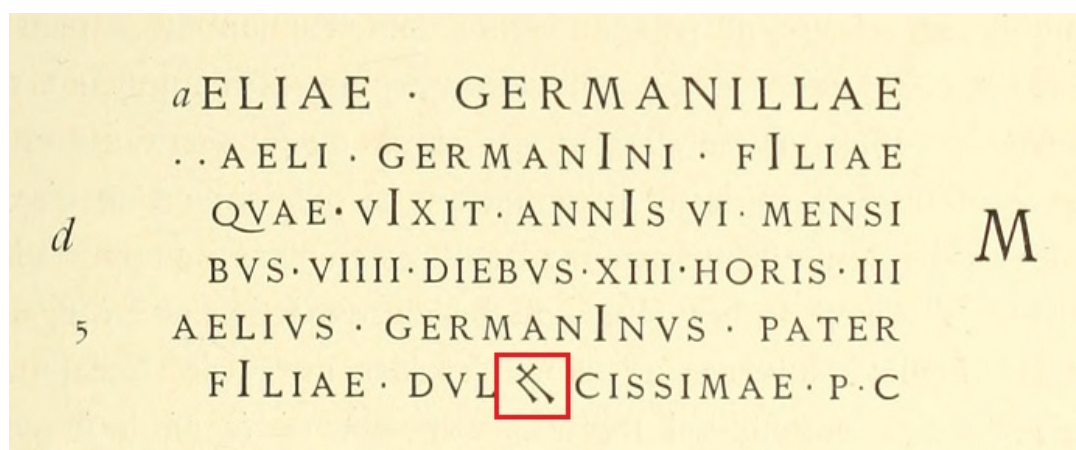 aELIAE · GERMANILLAE
· · AELI · GERMANINI · FILIAE
QVAE · VIXIT · ANNIS VI · MENSI
d M
BVS · VIIII · DIEBVS · XIII · HORIS · III
5 AELIVS · GERMANINVS · PATER
FILIAE · DVL CISSIMAE · P · C